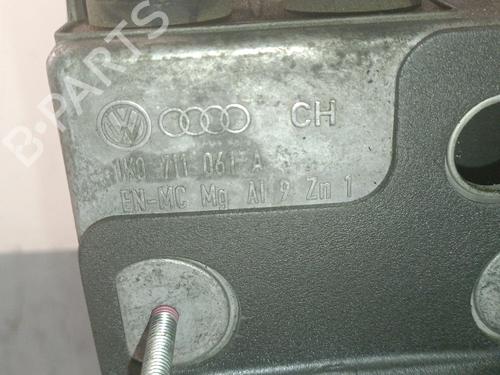 B-PARTS
CH
1K0 711 061 A
EN-MC Mg Al 9 Zn 1